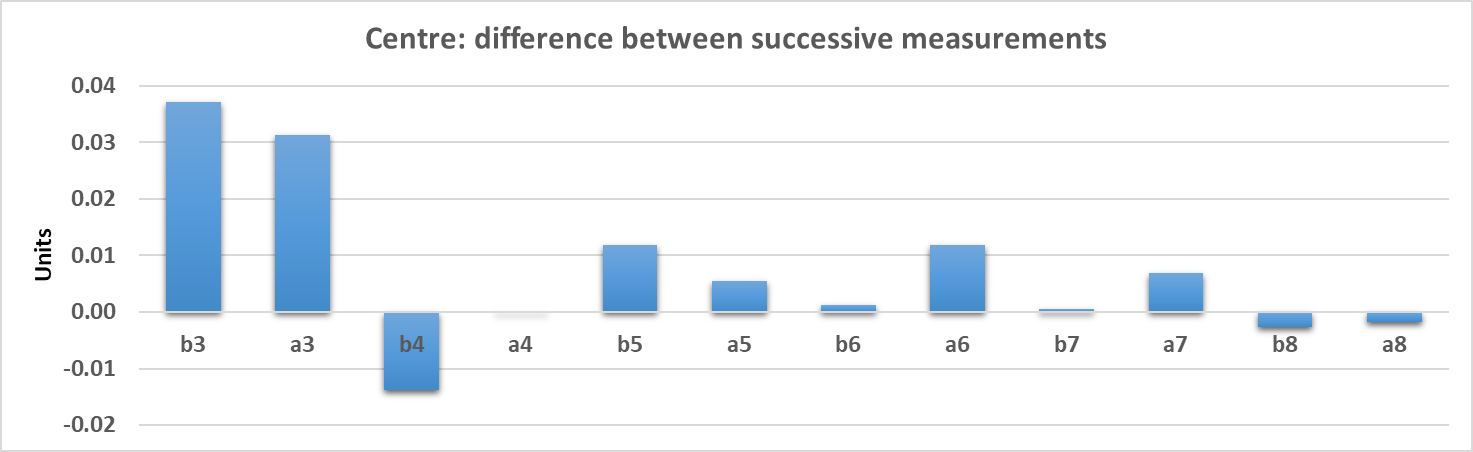 Centre: difference between successive measurements
Units
0.04
0.03
0.02
0.01
0.00
-0.01
-0.02
b3 a3 b4 a4 b5 a5 b6 a6 b7 a7 b8 a8